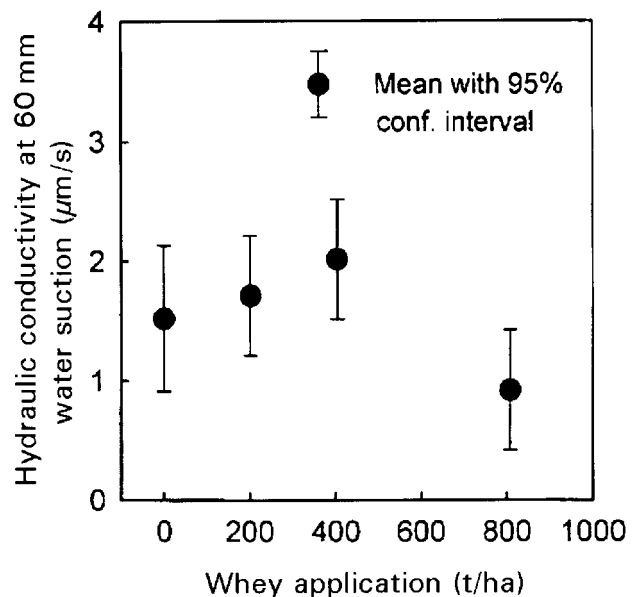 Hydraulic conductivity at 60 mm
water suction (μm/s)
4
3
2
1
0
Mean with 95%
conf. interval
0 200 400 600 800 1000
Whey application (t/ha)